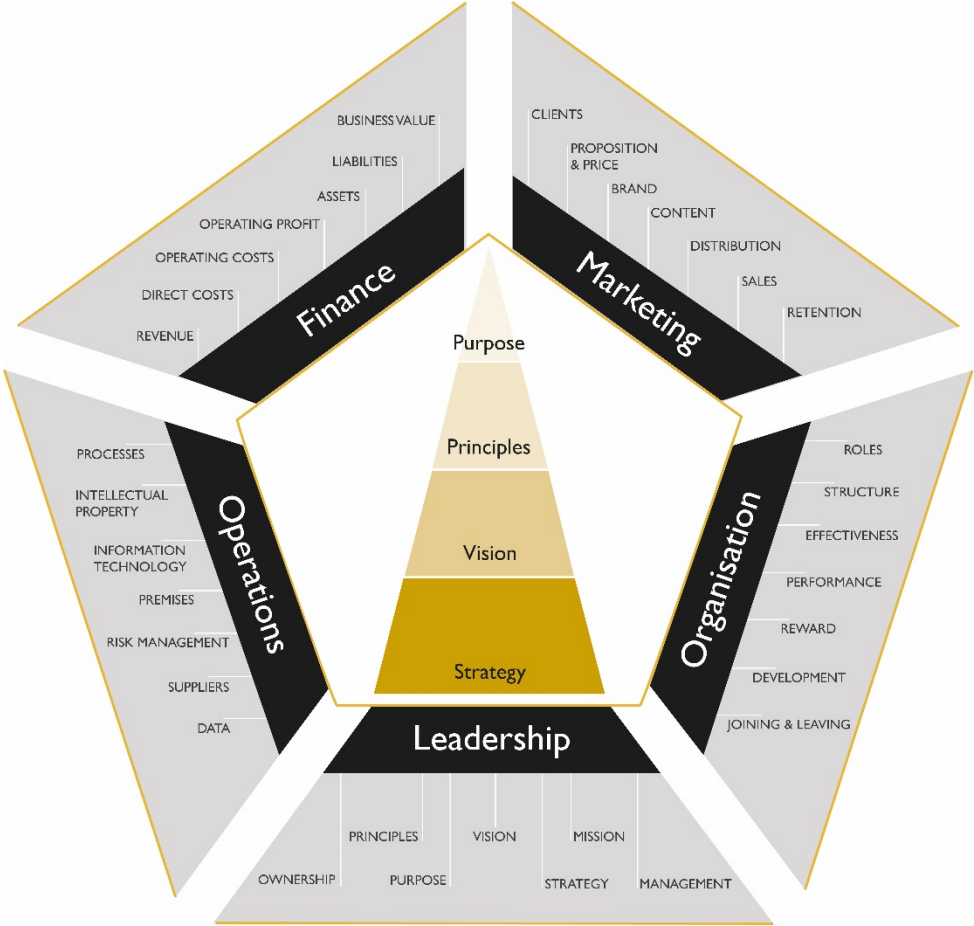 BUSINESS VALUE
LIABILITIES
ASSETS
OPERATING PROFIT
OPERATING COSTS
DIRECT COSTS
REVENUE
Finance
CLIENTS
PROPOSITION
& PRICE
BRAND
CONTENT
DISTRIBUTION
SALES
RETENTION
Marketing
Purpose
Principles
Vision
Strategy
PROCESSES
INTELLECTUAL
PROPERTY
INFORMATION
TECHNOLOGY
PREMISES
RISK MANAGEMENT
SUPPLIERS
DATA
Operations
ROLES
STRUCTURE
EFFECTIVENESS
PERFORMANCE
REWARD
DEVELOPMENT
JOINING & LEAVING
Organisation
Leadership
PRINCIPLES
VISION
MISSION
OWNERSHIP
PURPOSE
STRATEGY
MANAGEMENT